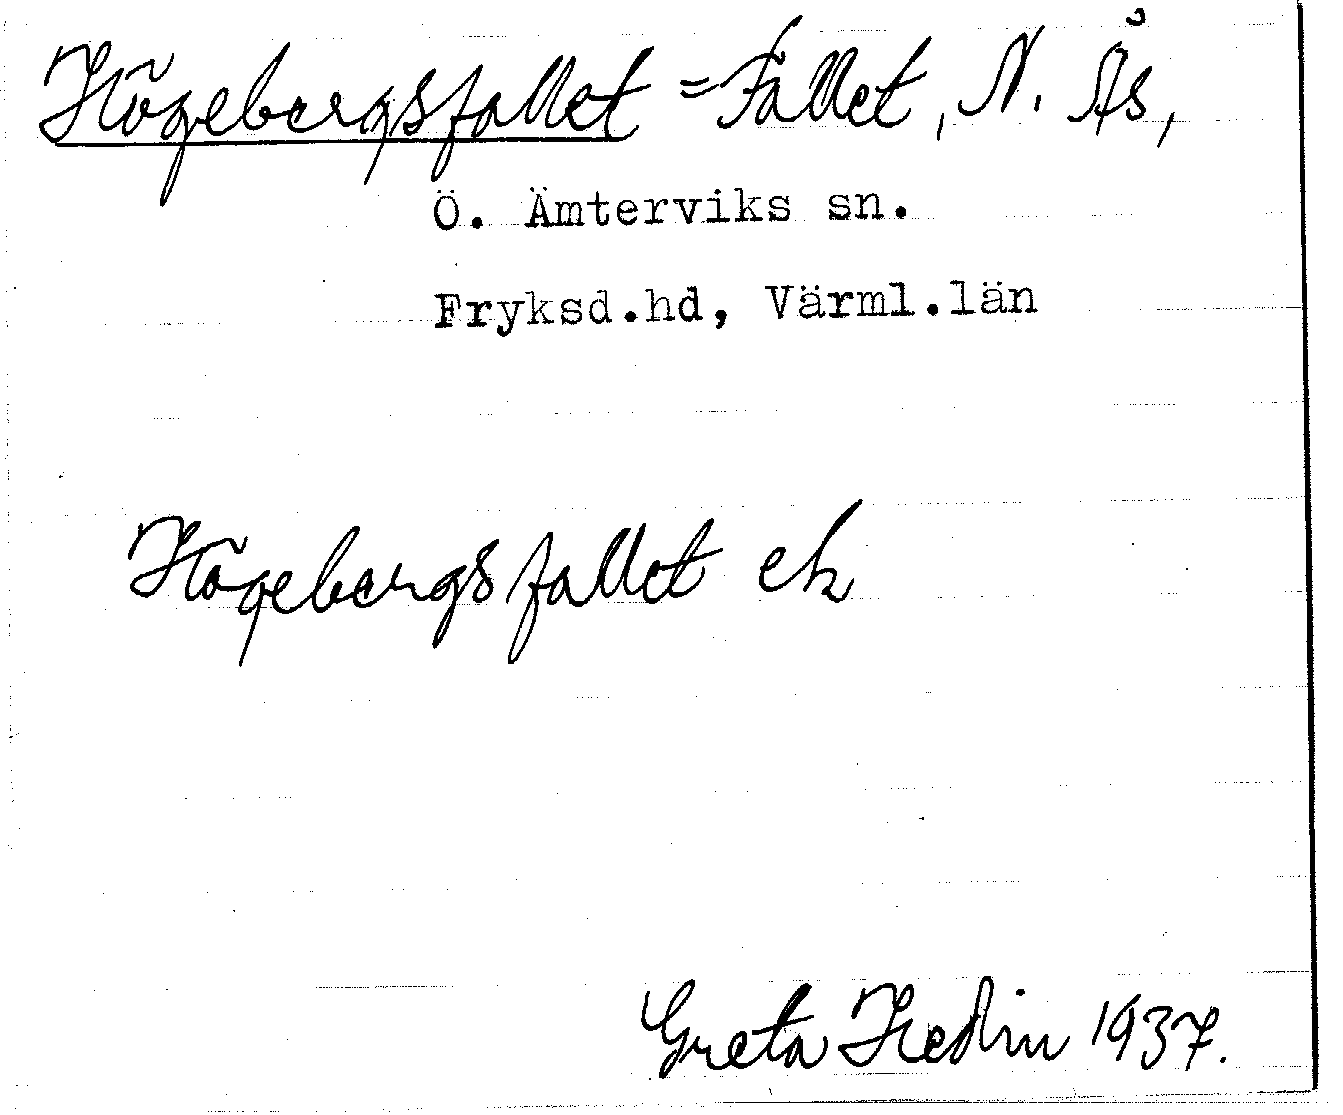 Högebergsfallet = Fallet, N. Ås,
Ö. Ämterviks sn.
Fryksd.hd, Värml.län
Högebergsfallet ek
Greta Hedin 1937.